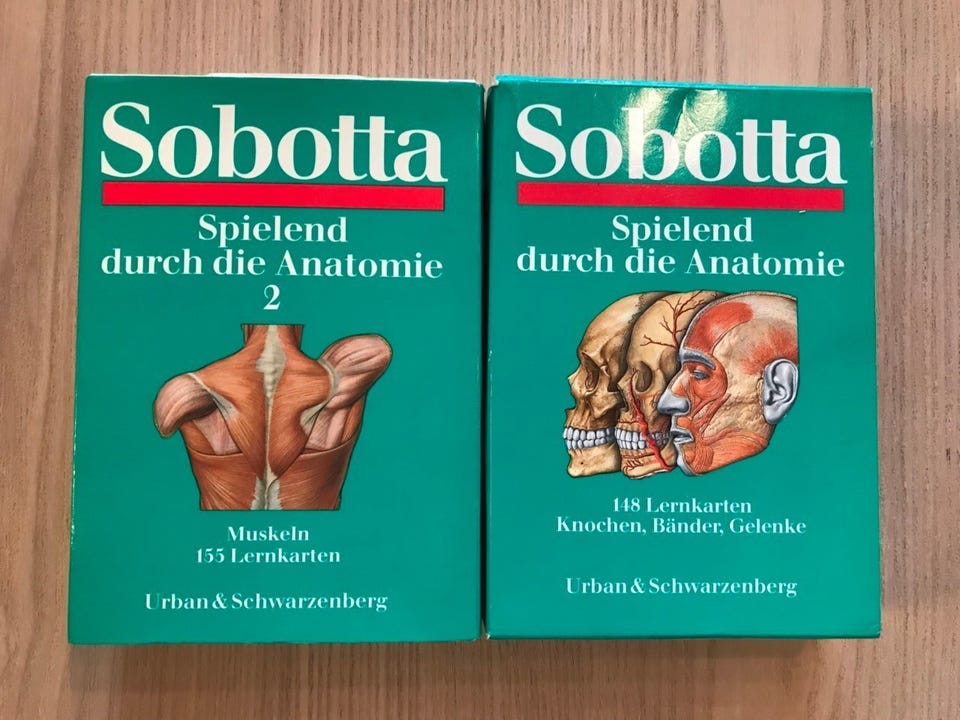 Sobotta
Spielend
durch die Anatomie
2
Muskeln
155 Lernkarten
Urban & Schwarzenberg
Sobotta
Spielend
durch die Anatomie
148 Lernkarten
Knochen, Bänder, Gelenke
Urban & Schwarzenberg